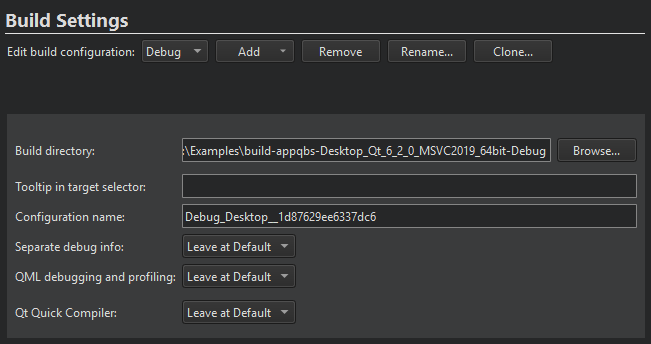 Build Settings
Edit build configuration: Debug Add Remove Rename... Clone...
Build directory: :\Examples\build-appqbs-Desktop_Qt_6_2_0_MSVC2019_64bit-Debug Browse...
Tooltip in target selector:
Configuration name: Debug_Desktop__1d87629ee6337dc6
Separate debug info: Leave at Default
QML debugging and profiling: Leave at Default
Qt Quick Compiler: Leave at Default